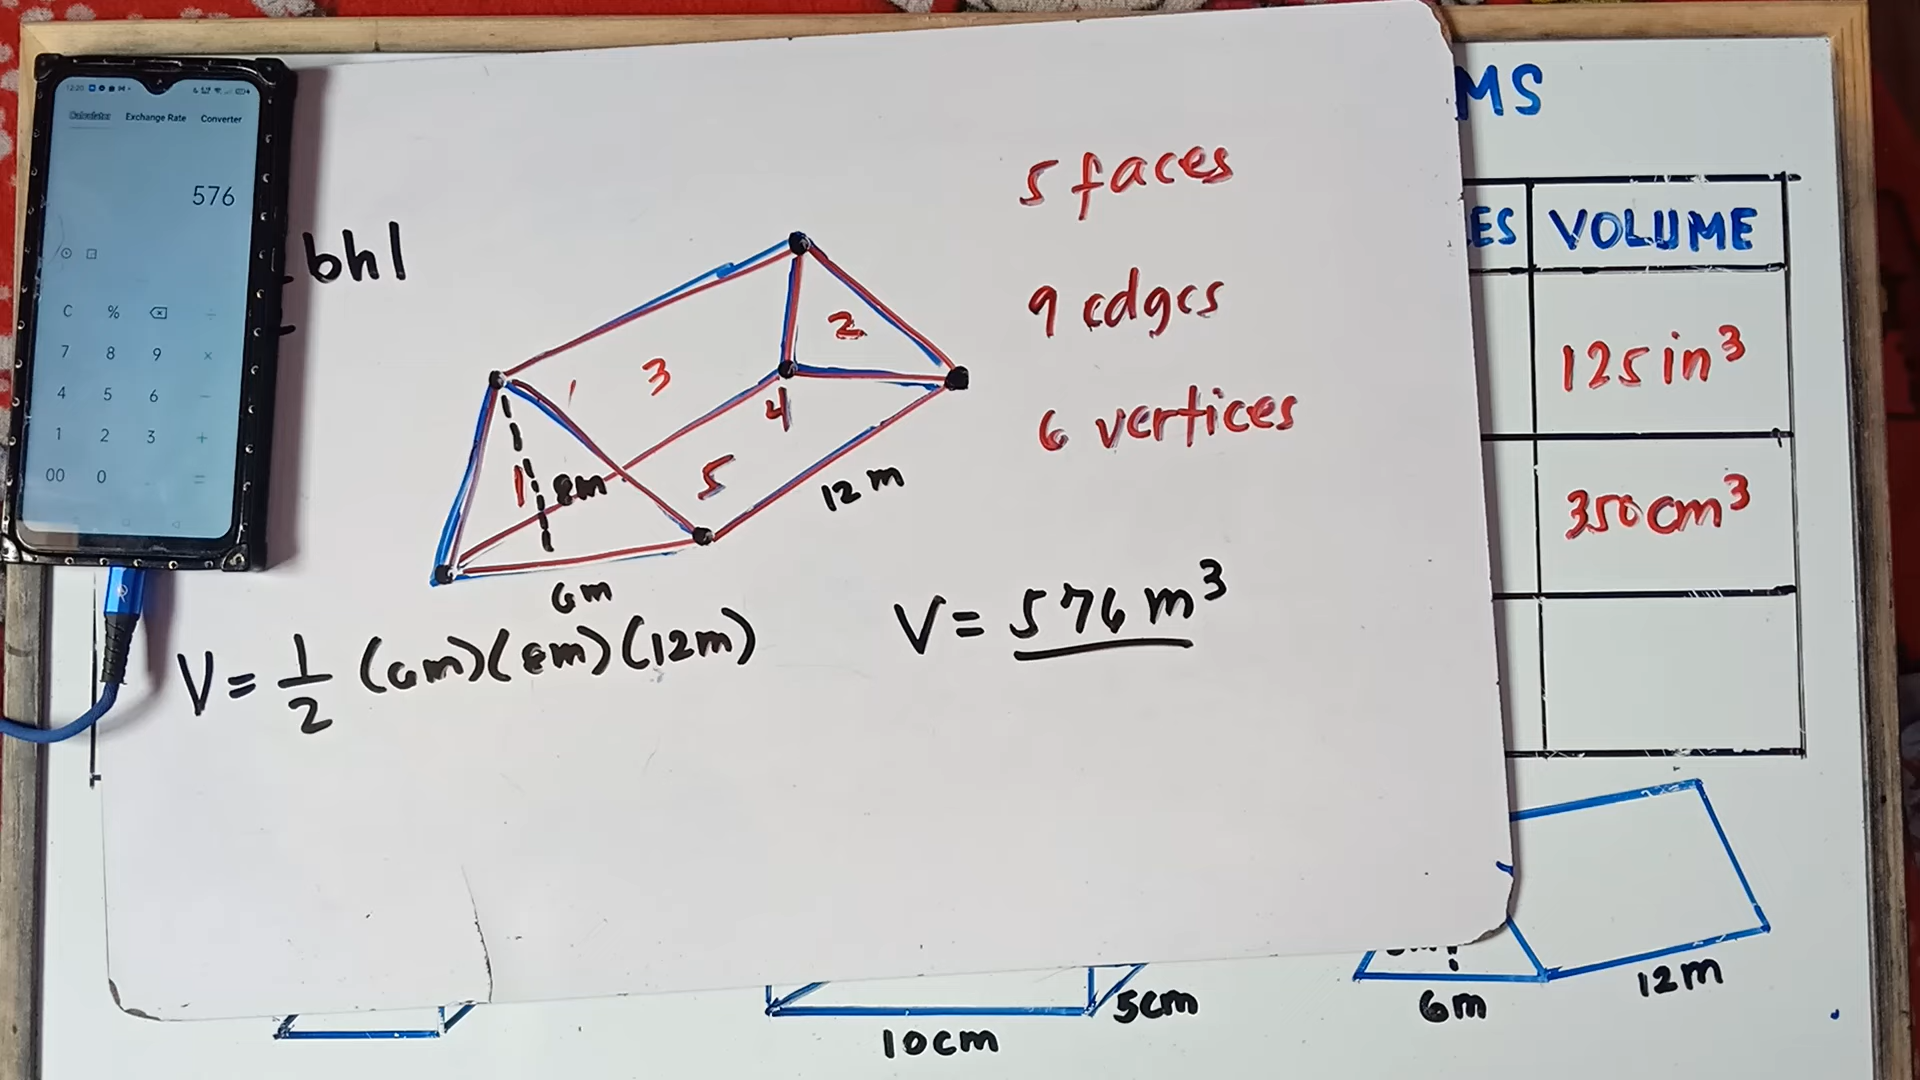 12:20
Calculator Exchange Rate Converter
576
C %
7 8 9 ×
4 5 6 −
1 2 3 +
00 0 . =
bhl
1
2
3
4
5
8m
6m
12m
V = 1/2 (6m)(8m)(12m)
V = 576 m³
5 faces
9 edges
6 vertices
MS
ES VOLUME
125 in³
350 cm³
10cm
5cm
6m
12m